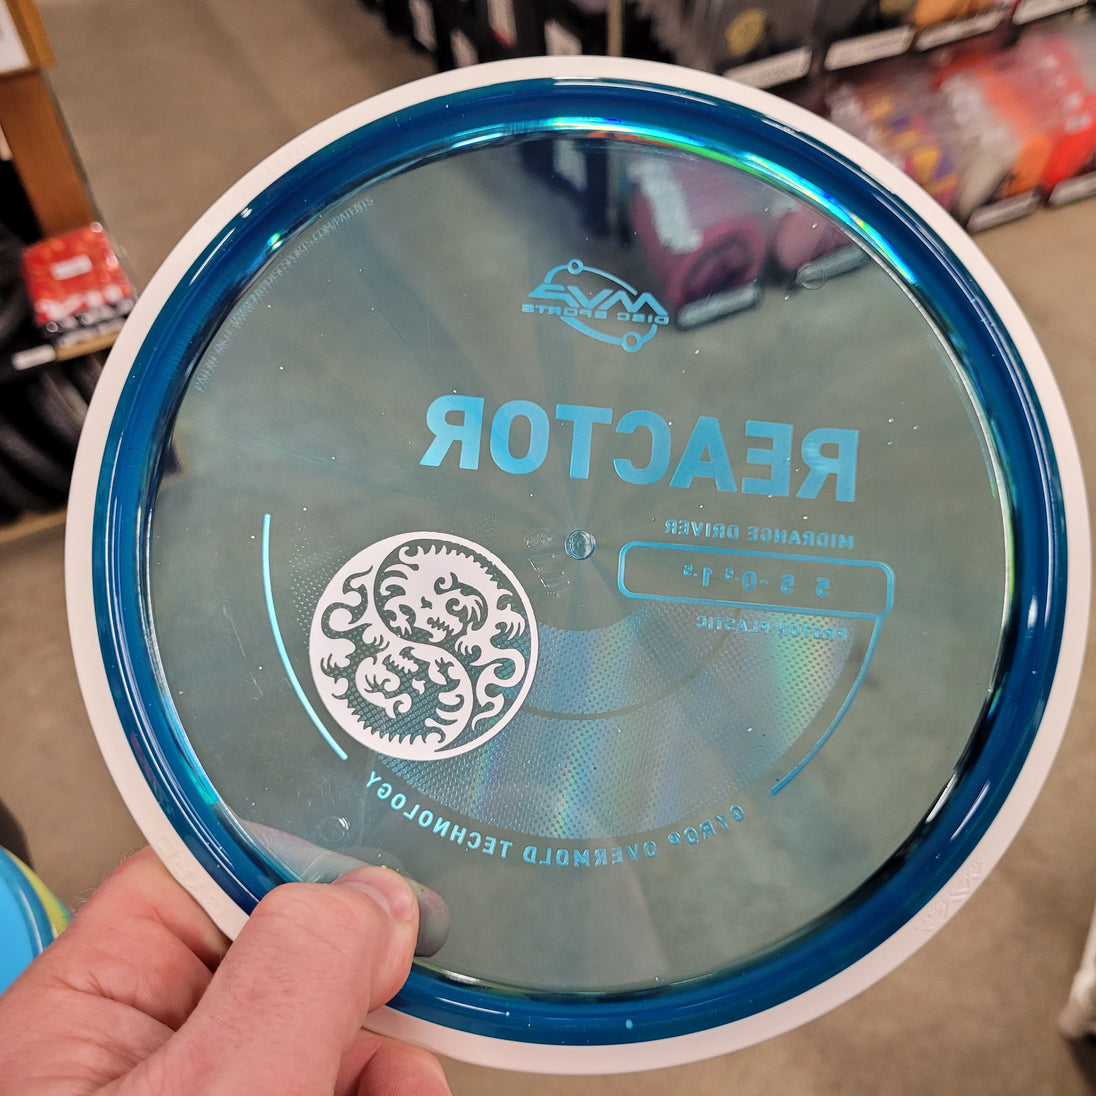 MVP
DISC SPORTS
REACTOR
MIDRANGE DRIVER
5 5 -0.5 1.5
PROTON PLASTIC
GYRO® OVERMOLD TECHNOLOGY